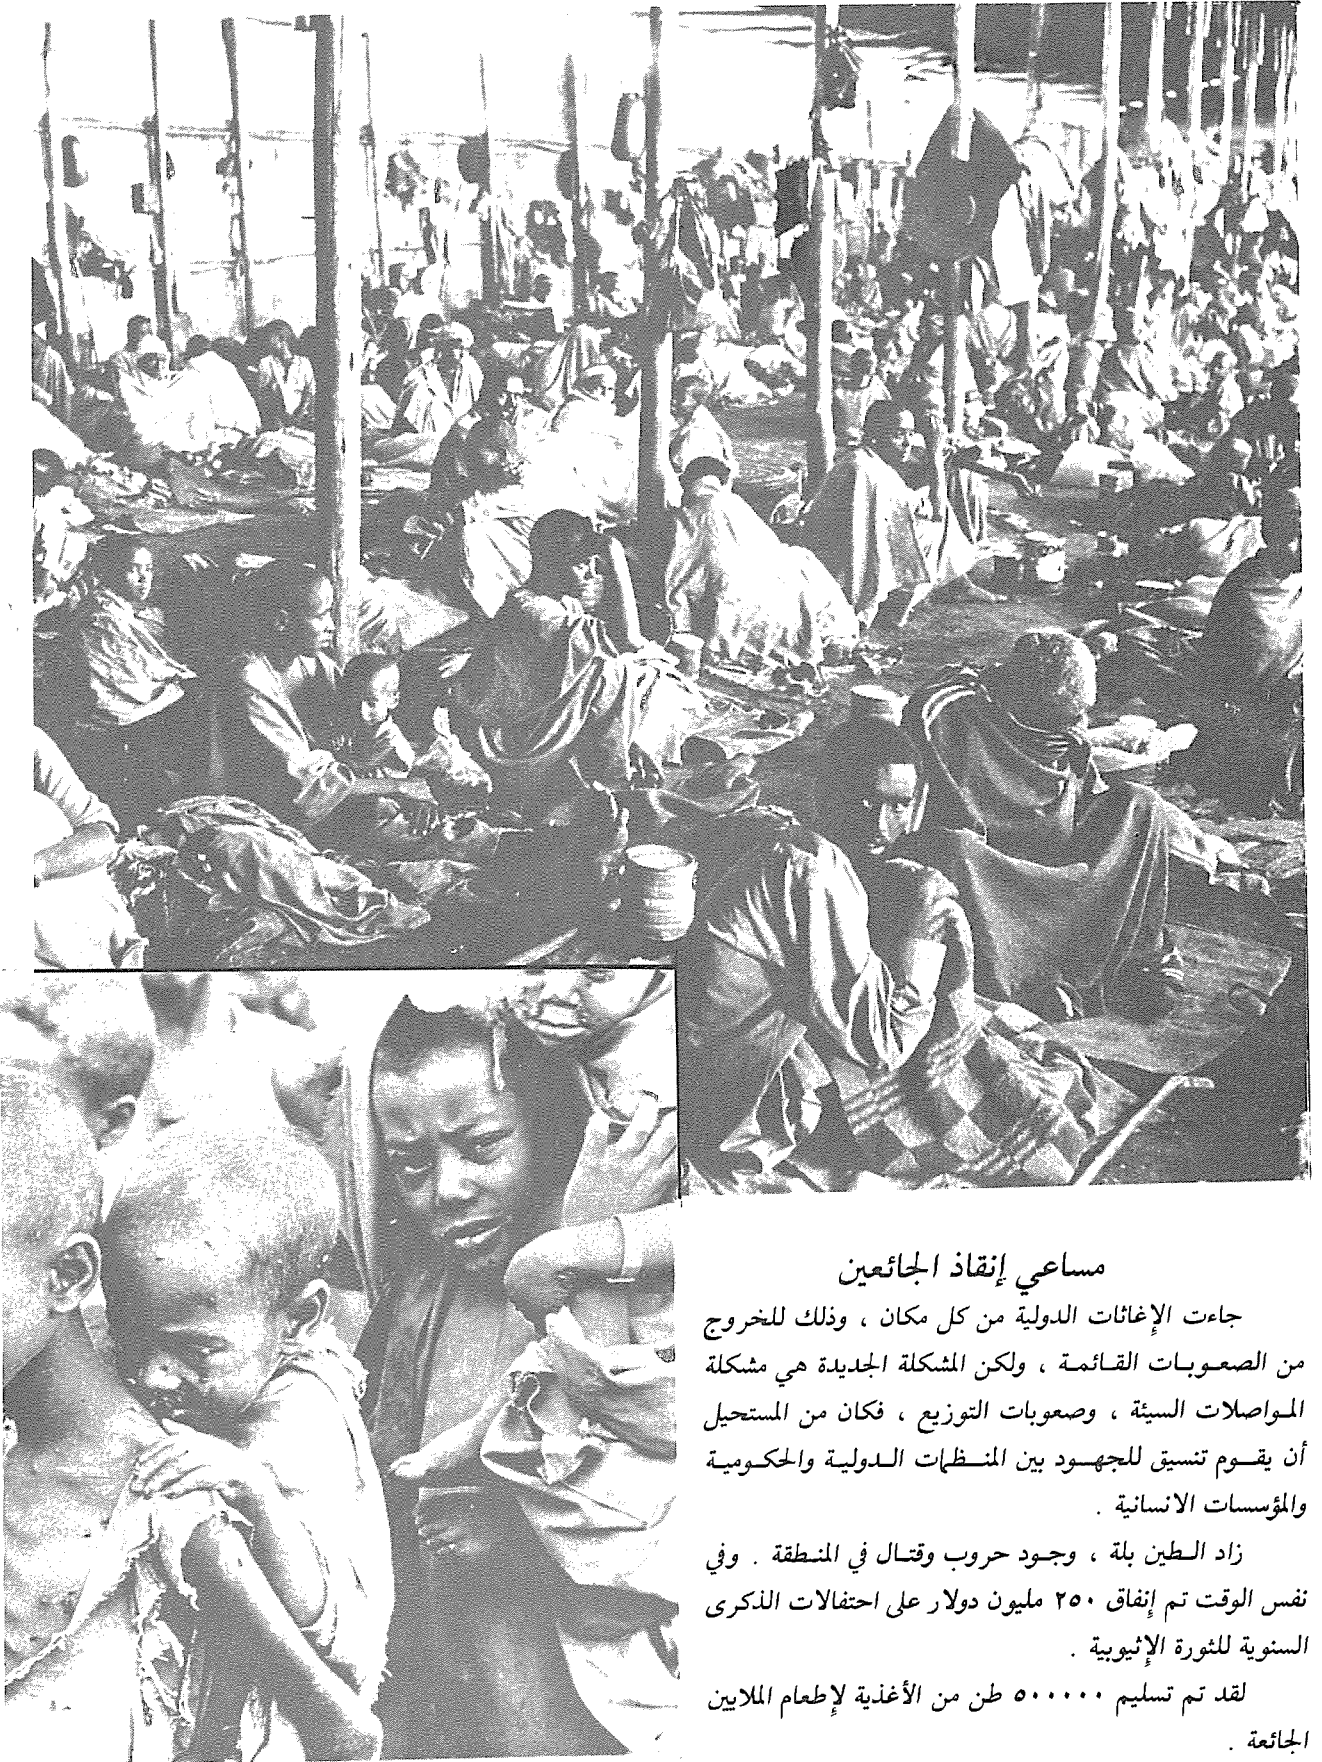 مساعي إنقاذ الجائعين
جاءت الإغاثات الدولية من كل مكان ، وذلك للخروج
من الصعوبات القائمة ، ولكن المشكلة الجديدة هي مشكلة
المواصلات السيئة ، وصعوبات التوزيع ، فكان من المستحيل
أن يقوم تنسيق للجهود بين المنظمات الدولية والحكومية
والمؤسسات الانسانية .
زاد الطين بلة ، وجود حروب وقتال في المنطقة . وفي
نفس الوقت تم إنفاق ٢٥٠ مليون دولار على احتفالات الذكرى
السنوية للثورة الإثيوبية .
لقد تم تسليم ٥٠٠٠٠٠ طن من الأغذية لإطعام الملايين
الجائعة .